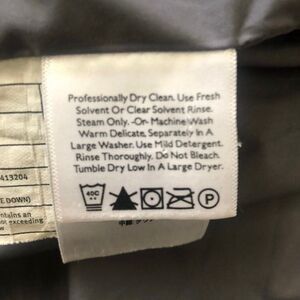 Professionally Dry Clean. Use Fresh
Solvent Or Clear Solvent Rinse.
Steam Only. -Or- Machine Wash
Warm Delicate, Separately In A
Large Washer. Use Mild Detergent.
Rinse Thoroughly. Do Not Bleach.
Tumble Dry Low In A Large Dryer.
40C
P
413204
E DOWN)
ontains an
not exceeding